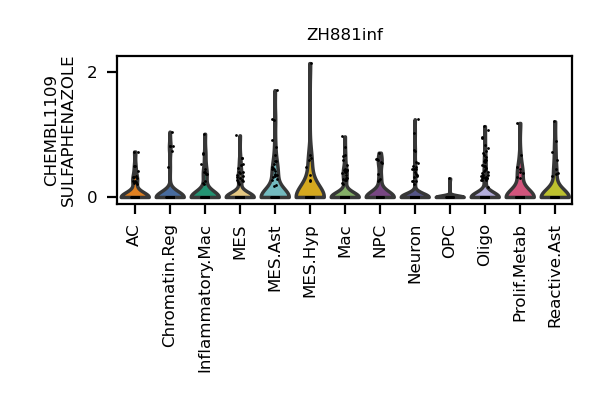 ZH881inf
CHEMBL1109
SULFAPHENAZOLE
2
0
AC
Chromatin.Reg
Inflammatory.Mac
MES
MES.Ast
MES.Hyp
Mac
NPC
Neuron
OPC
Oligo
Prolif.Metab
Reactive.Ast